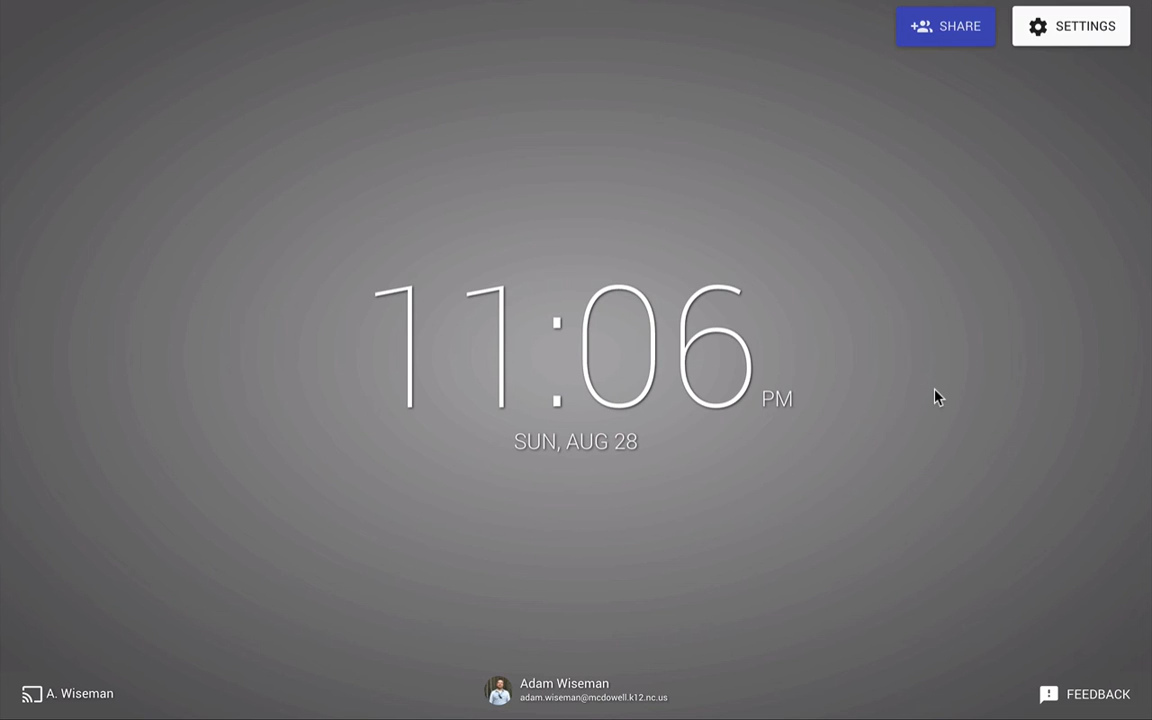 SHARE
SETTINGS
11:06 PM
SUN, AUG 28
A. Wiseman
Adam Wiseman
adam.wiseman@mcdowell.k12.nc.us
FEEDBACK